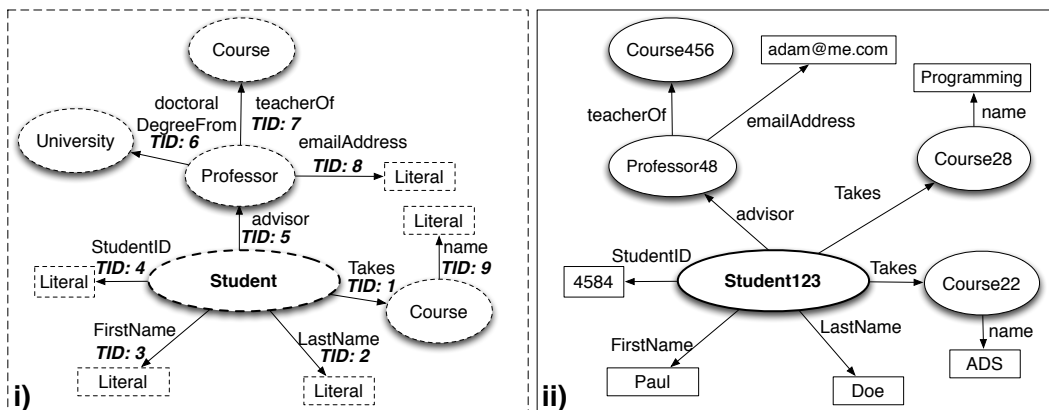 Course
doctoral
DegreeFrom
TID: 6
teacherOf
TID: 7
University
emailAddress
TID: 8
Professor
Literal
Literal
advisor
TID: 5
name
TID: 9
StudentID
TID: 4
Literal
Student
Takes
TID: 1
Course
FirstName
TID: 3
LastName
TID: 2
Literal
Literal
i)
Course456
adam@me.com
Programming
teacherOf
emailAddress
name
Professor48
Course28
Takes
advisor
StudentID
4584
Student123
Takes
Course22
FirstName
LastName
name
Paul
Doe
ADS
ii)